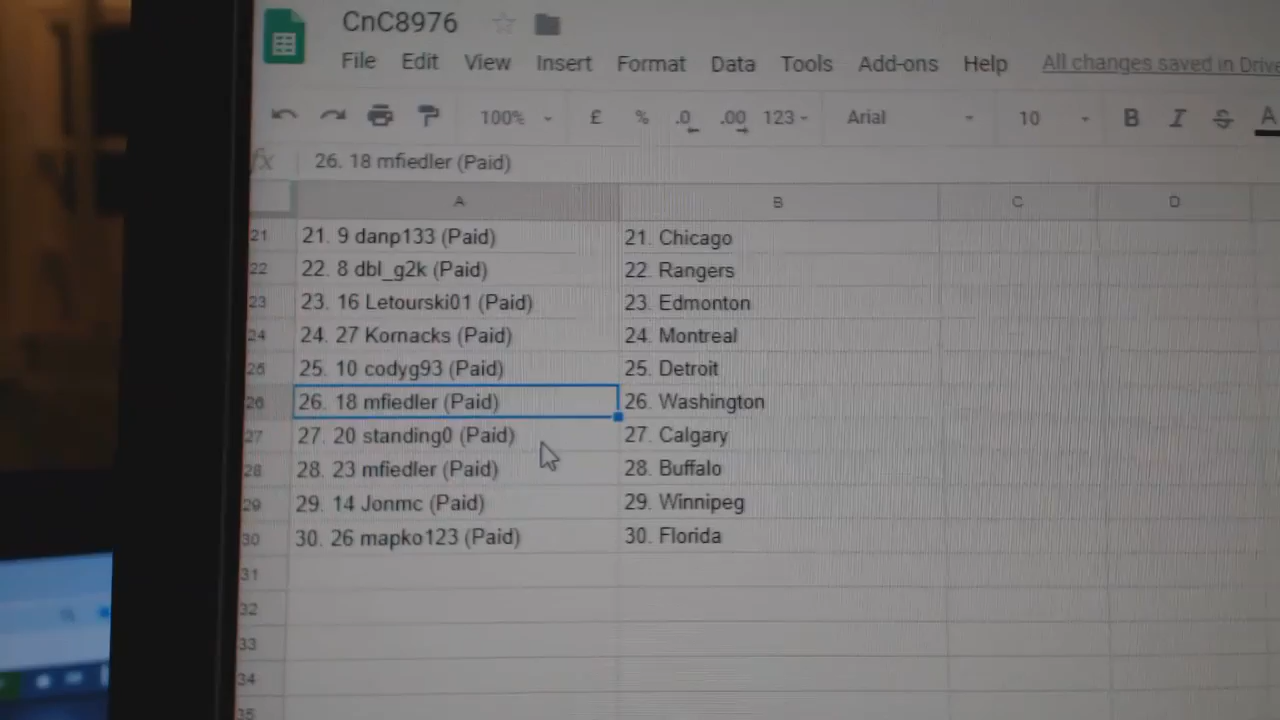 CnC8976
File Edit View Insert Format Data Tools Add-ons Help All changes saved in Drive
100% £ % .0 .00 123 Arial 10 B I S A
fx 26. 18 mfiedler (Paid)
A B C D
21 21. 9 danp133 (Paid) 21. Chicago
22 22. 8 dbl_g2k (Paid) 22. Rangers
23 23. 16 Letourski01 (Paid) 23. Edmonton
24 24. 27 Kornacks (Paid) 24. Montreal
25 25. 10 codyg93 (Paid) 25. Detroit
26 26. 18 mfiedler (Paid) 26. Washington
27 27. 20 standing0 (Paid) 27. Calgary
28 28. 23 mfiedler (Paid) 28. Buffalo
29 29. 14 Jonmc (Paid) 29. Winnipeg
30 30. 26 mapko123 (Paid) 30. Florida
31
32
33
34
35